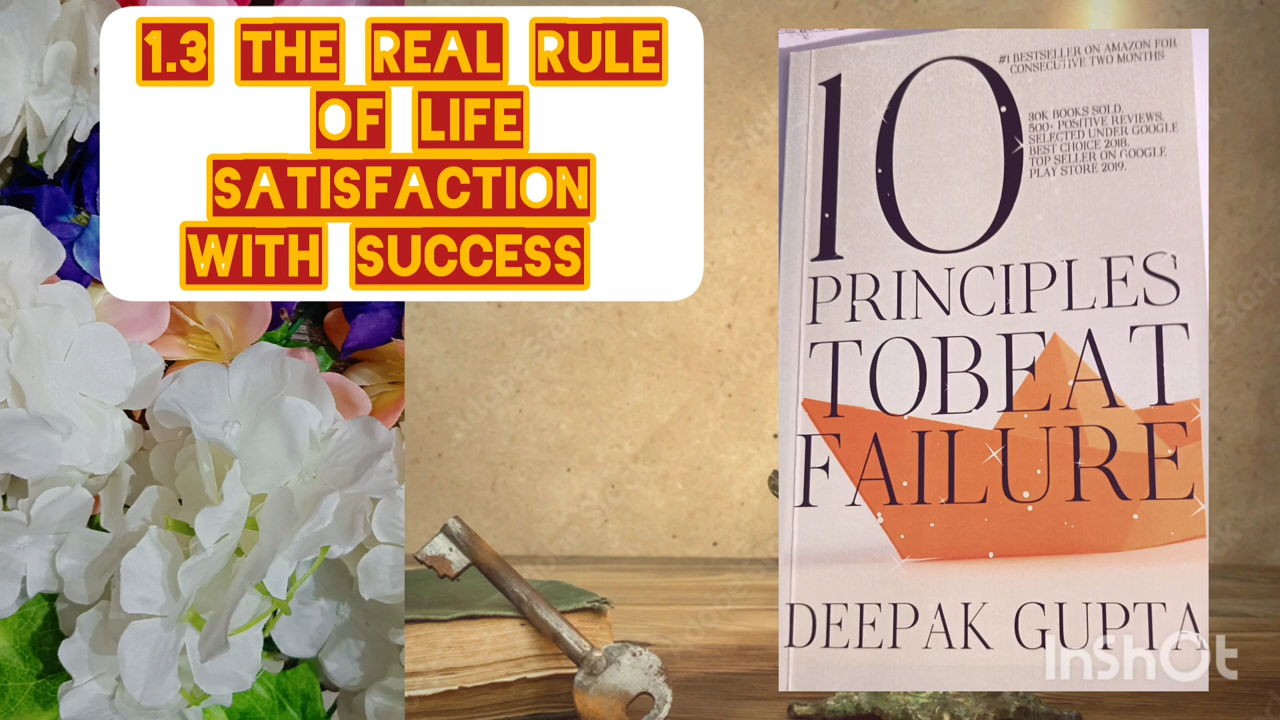 1.3 THE REAL RULE
OF LIFE
SATISFACTION
WITH SUCCESS
10
#1 BESTSELLER ON AMAZON FOR
CONSECUTIVE TWO MONTHS
30K BOOKS SOLD.
500+ POSITIVE REVIEWS.
SELECTED UNDER GOOGLE
BEST CHOICE 2018.
TOP SELLER ON GOOGLE
PLAY STORE 2019.
PRINCIPLES
TOBEAT
FAILURE
DEEPAK GUPTA
InshOt